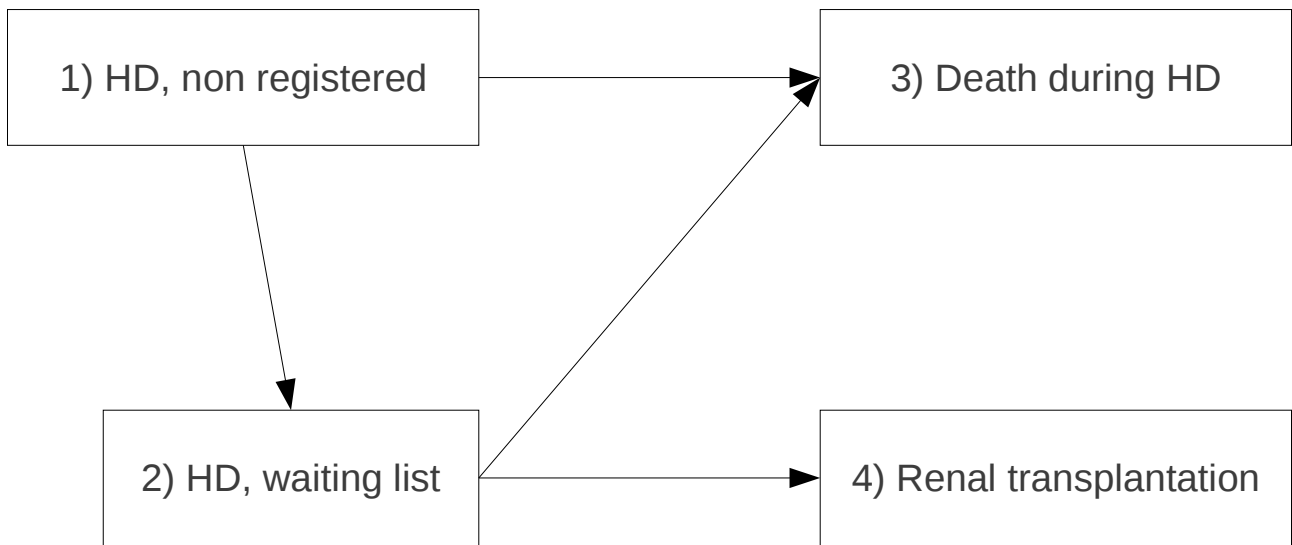 1) HD, non registered
3) Death during HD
2) HD, waiting list
4) Renal transplantation